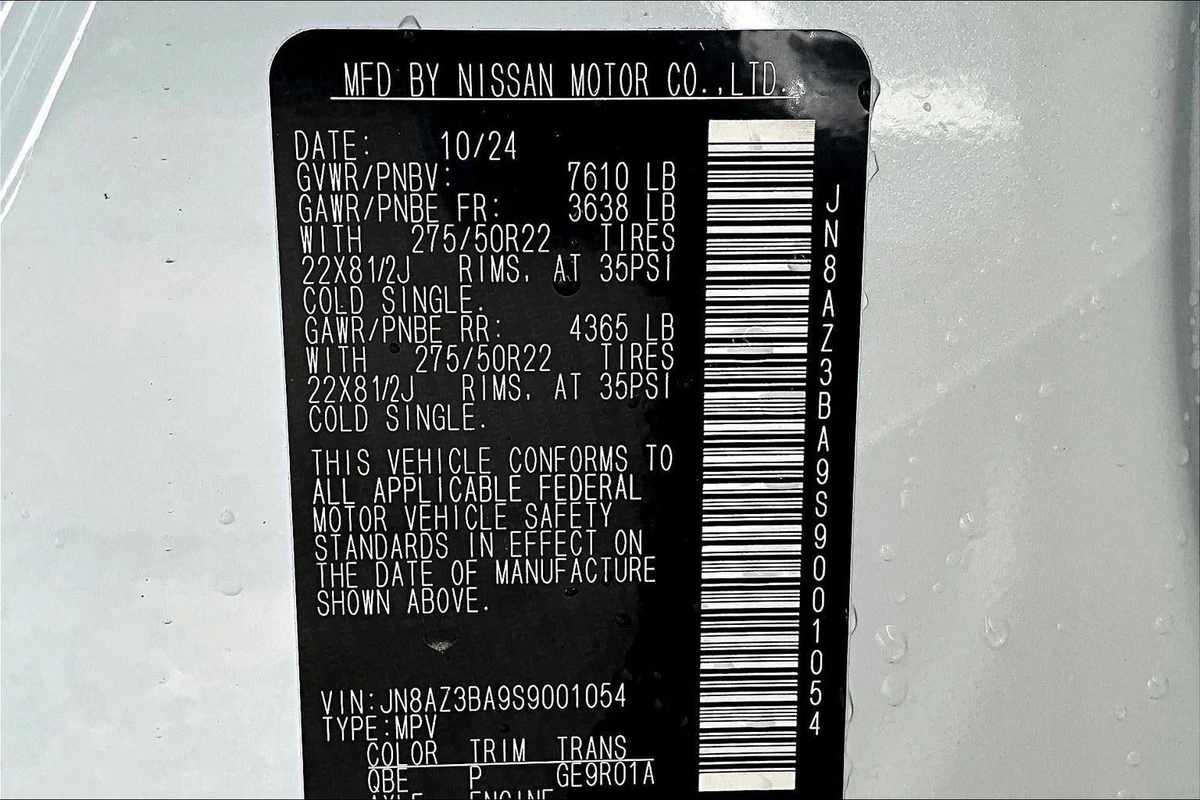 MFD BY NISSAN MOTOR CO.,LTD.
DATE: 10/24
GVWR/PNBV: 7610 LB
GAWR/PNBE FR: 3638 LB
WITH 275/50R22 TIRES
22X81/2J RIMS, AT 35PSI
COLD SINGLE.
GAWR/PNBE RR: 4365 LB
WITH 275/50R22 TIRES
22X81/2J RIMS, AT 35PSI
COLD SINGLE.
THIS VEHICLE CONFORMS TO
ALL APPLICABLE FEDERAL
MOTOR VEHICLE SAFETY
STANDARDS IN EFFECT ON
THE DATE OF MANUFACTURE
SHOWN ABOVE.
VIN:JN8AZ3BA9S9001054
TYPE:MPV
COLOR TRIM TRANS
QBE P GE9R01A
AXLE ENGINE
JN8AZ3BA9S9001054